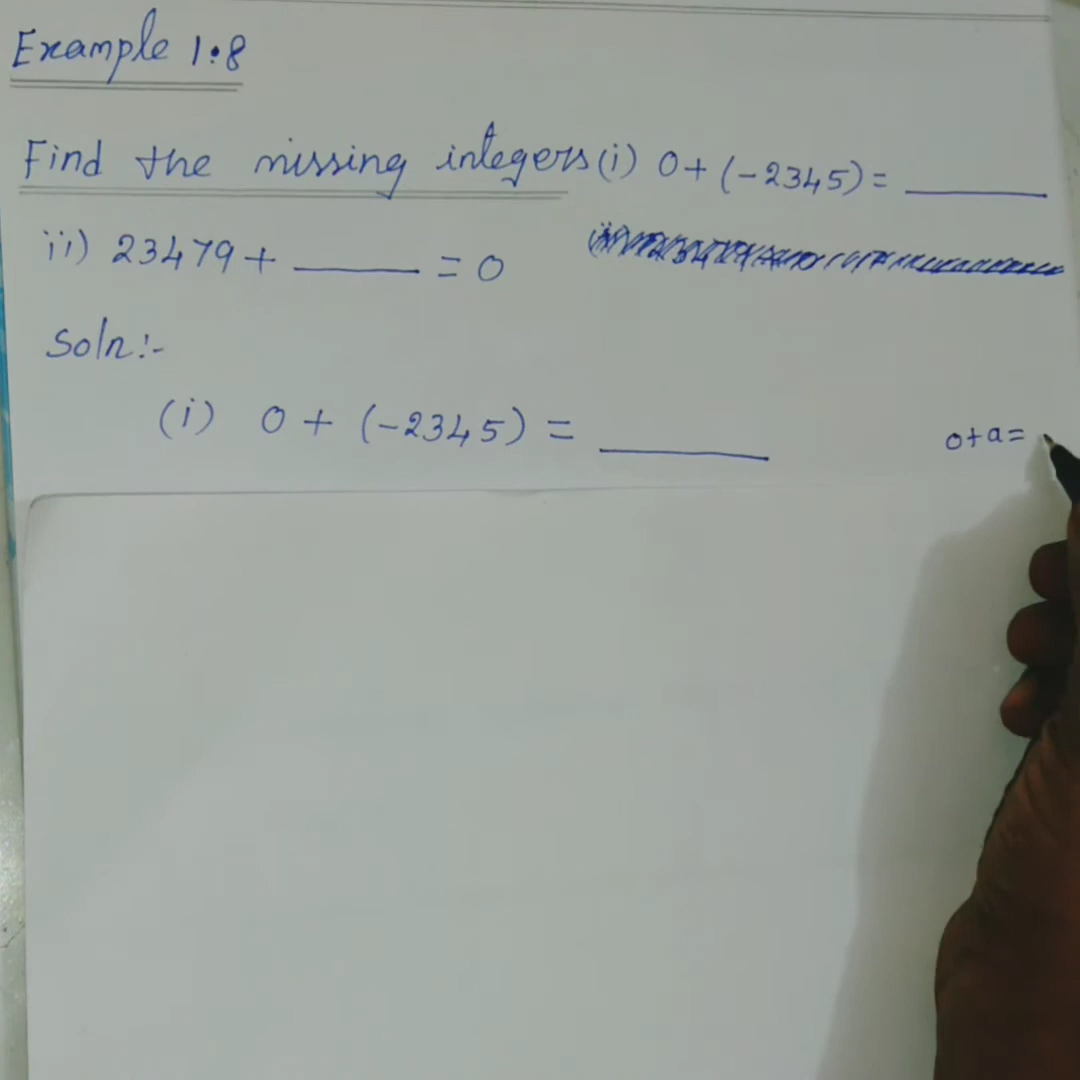 Example 1.8
Find the missing integers (i) 0 + (-2345) = ______
ii) 23479 + ______ = 0
Soln:-
(i) 0 + (-2345) = ______
0+a=